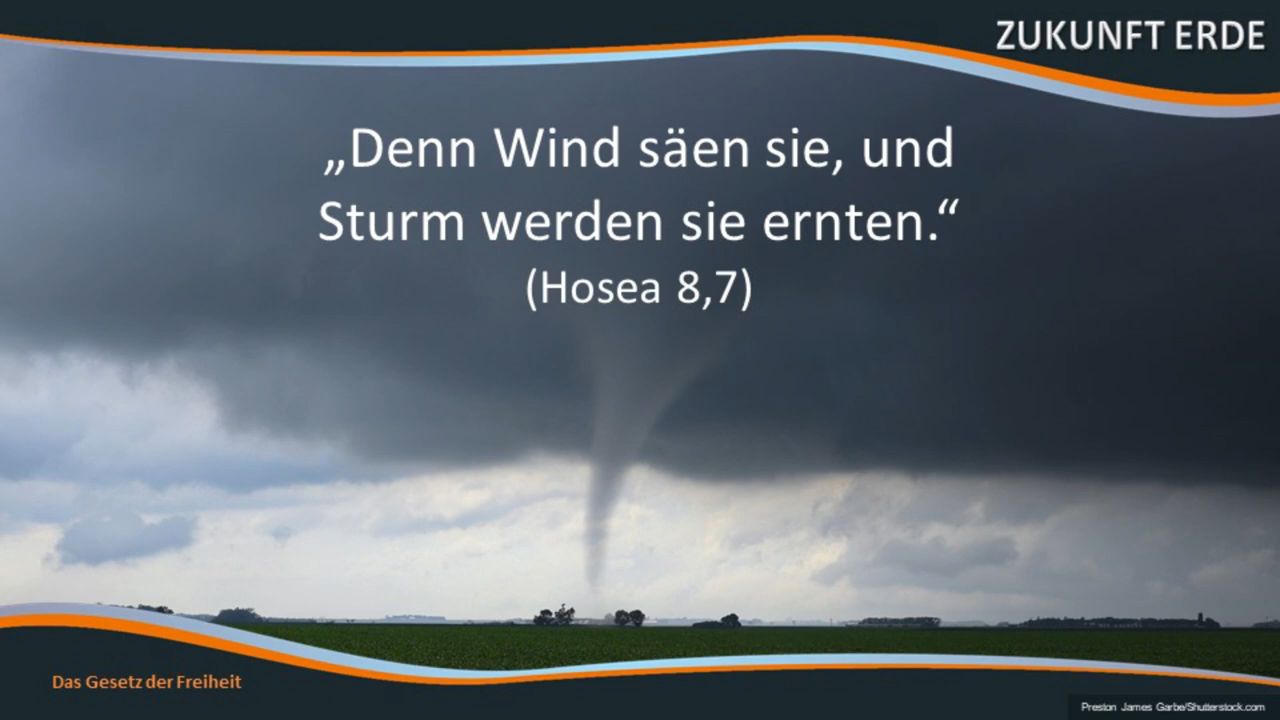 ZUKUNFT ERDE
„Denn Wind säen sie, und
Sturm werden sie ernten.“
(Hosea 8,7)
Das Gesetz der Freiheit
Preston James Garbe/Shutterstock.com